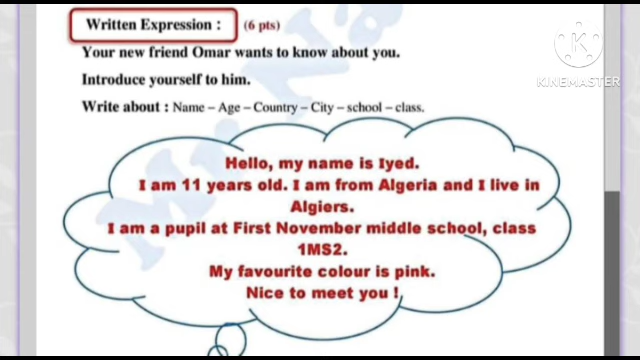 Written Expression : (6 pts)
Your new friend Omar wants to know about you.
Introduce yourself to him.
Write about : Name – Age – Country – City – school – class.
Hello, my name is Iyed.
I am 11 years old. I am from Algeria and I live in
Algiers.
I am a pupil at First November middle school, class
1MS2.
My favourite colour is pink.
Nice to meet you !
KINEMASTER